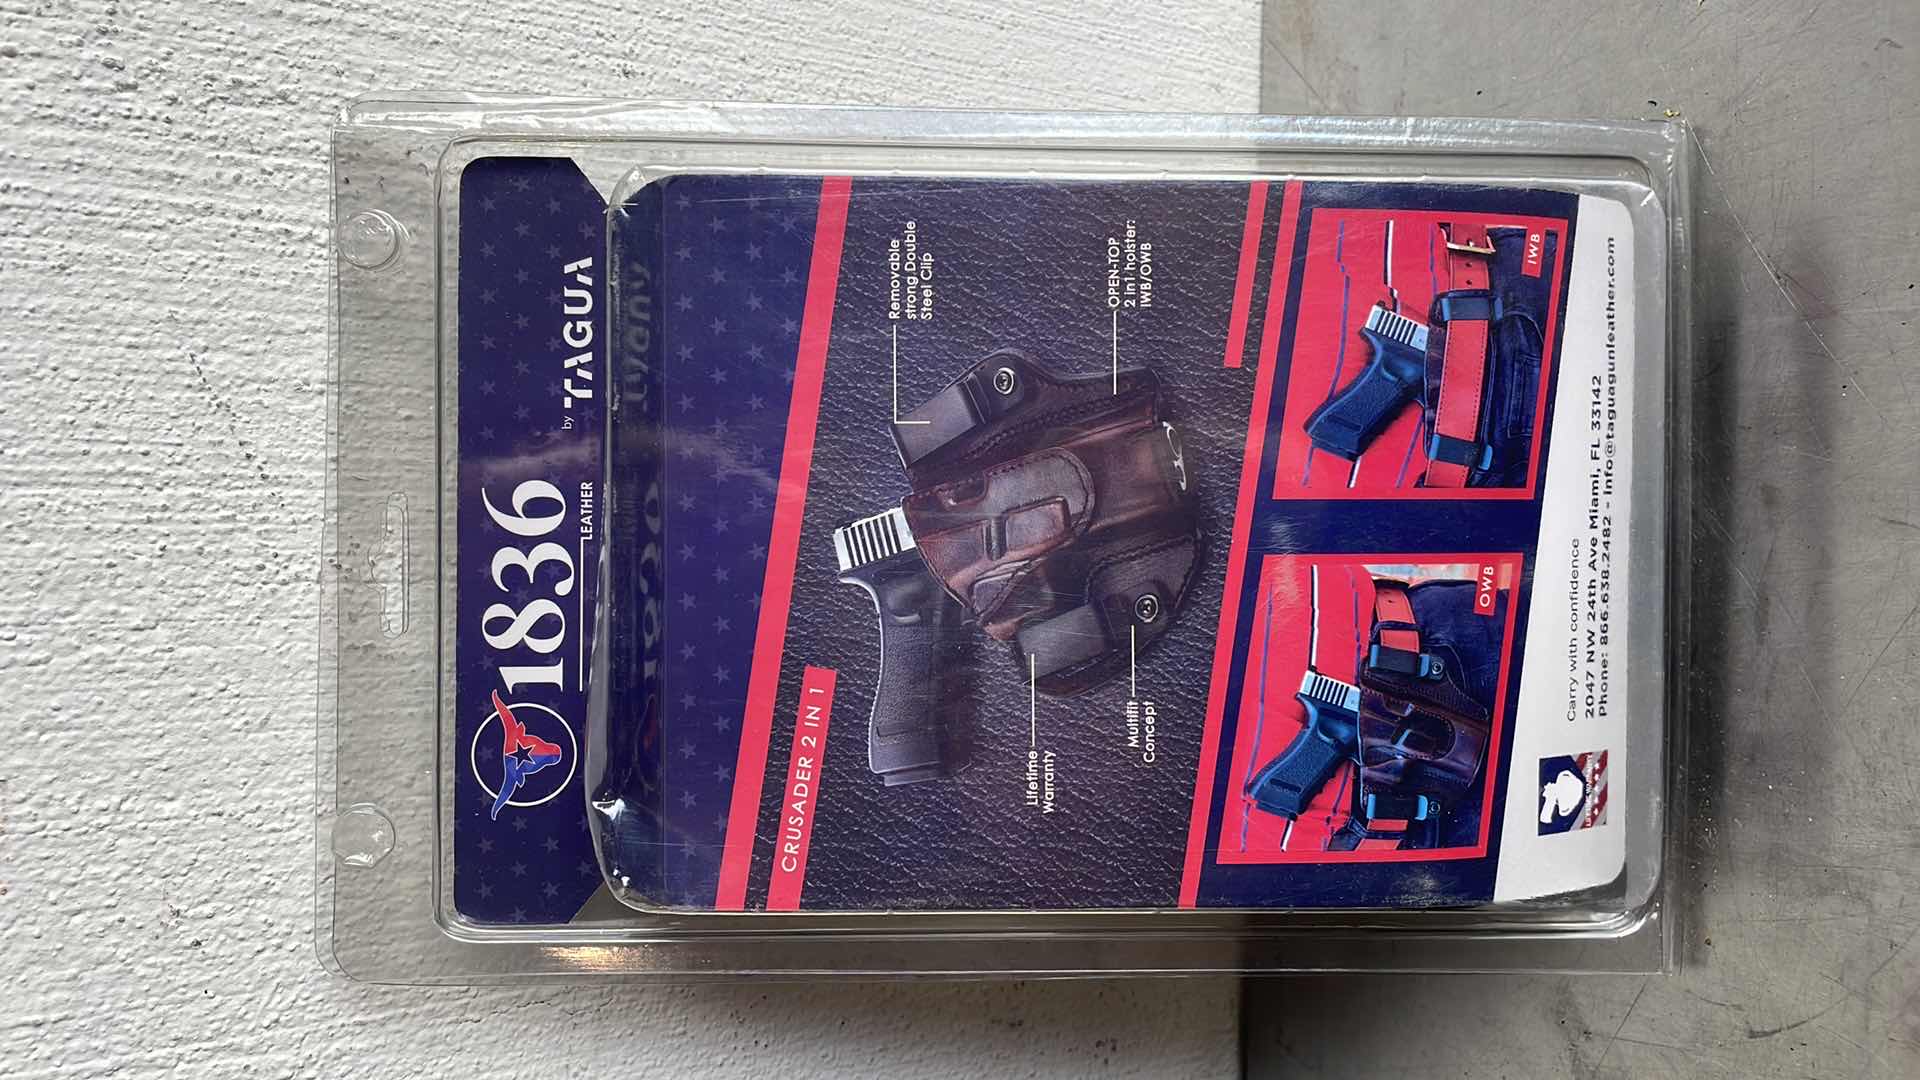 1836
LEATHER
by TAGUA
CRUSADER 2 IN 1
Removable
strong Double
Steel Clip
OPEN-TOP
2 in1 holster:
IWB/OWB
Lifetime
Warranty
Multifit
Concept
OWB
IWB
Carry with confidence
2047 NW 24th Ave Miami, FL 33142
Phone: 866.638.2482 - info@taguagunleather.com